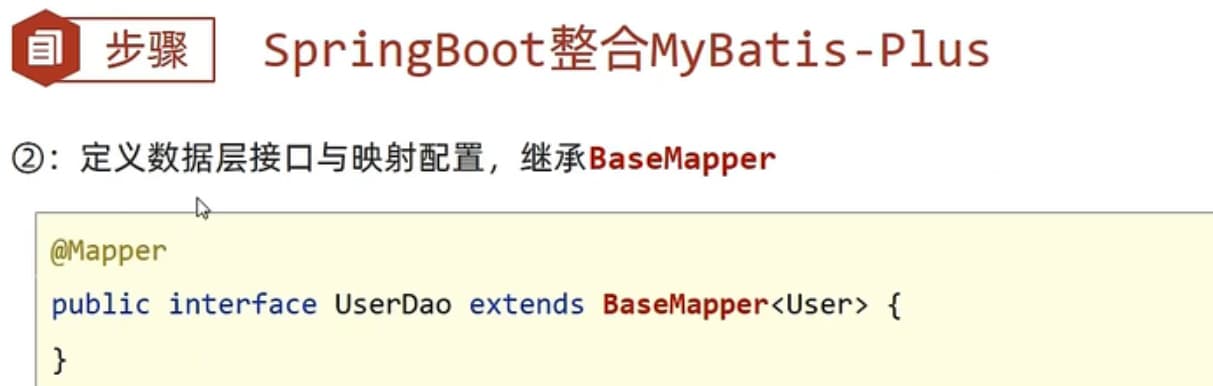 步骤 SpringBoot整合MyBatis-Plus
②：定义数据层接口与映射配置，继承BaseMapper
@Mapper
public interface UserDao extends BaseMapper<User> {
}